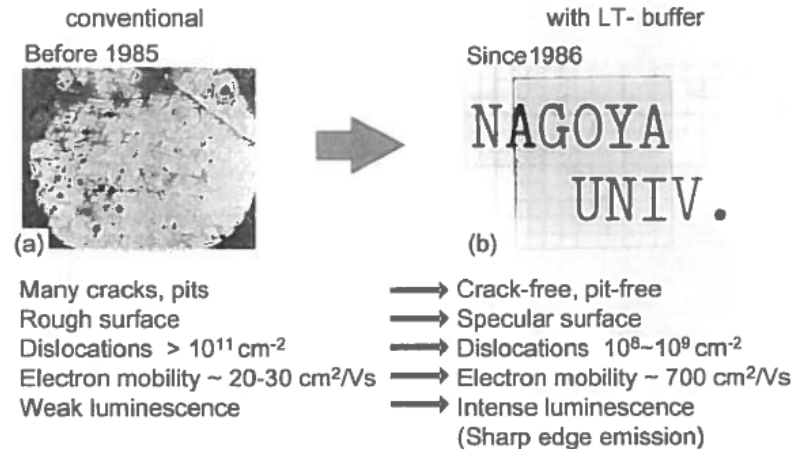 conventional
with LT- buffer
Before 1985
Since 1986
NAGOYA
UNIV.
(a)
(b)
Many cracks, pits → Crack-free, pit-free
Rough surface → Specular surface
Dislocations > 10¹¹ cm⁻² → Dislocations 10⁸~10⁹ cm⁻²
Electron mobility ~ 20-30 cm²/Vs → Electron mobility ~ 700 cm²/Vs
Weak luminescence → Intense luminescence
(Sharp edge emission)